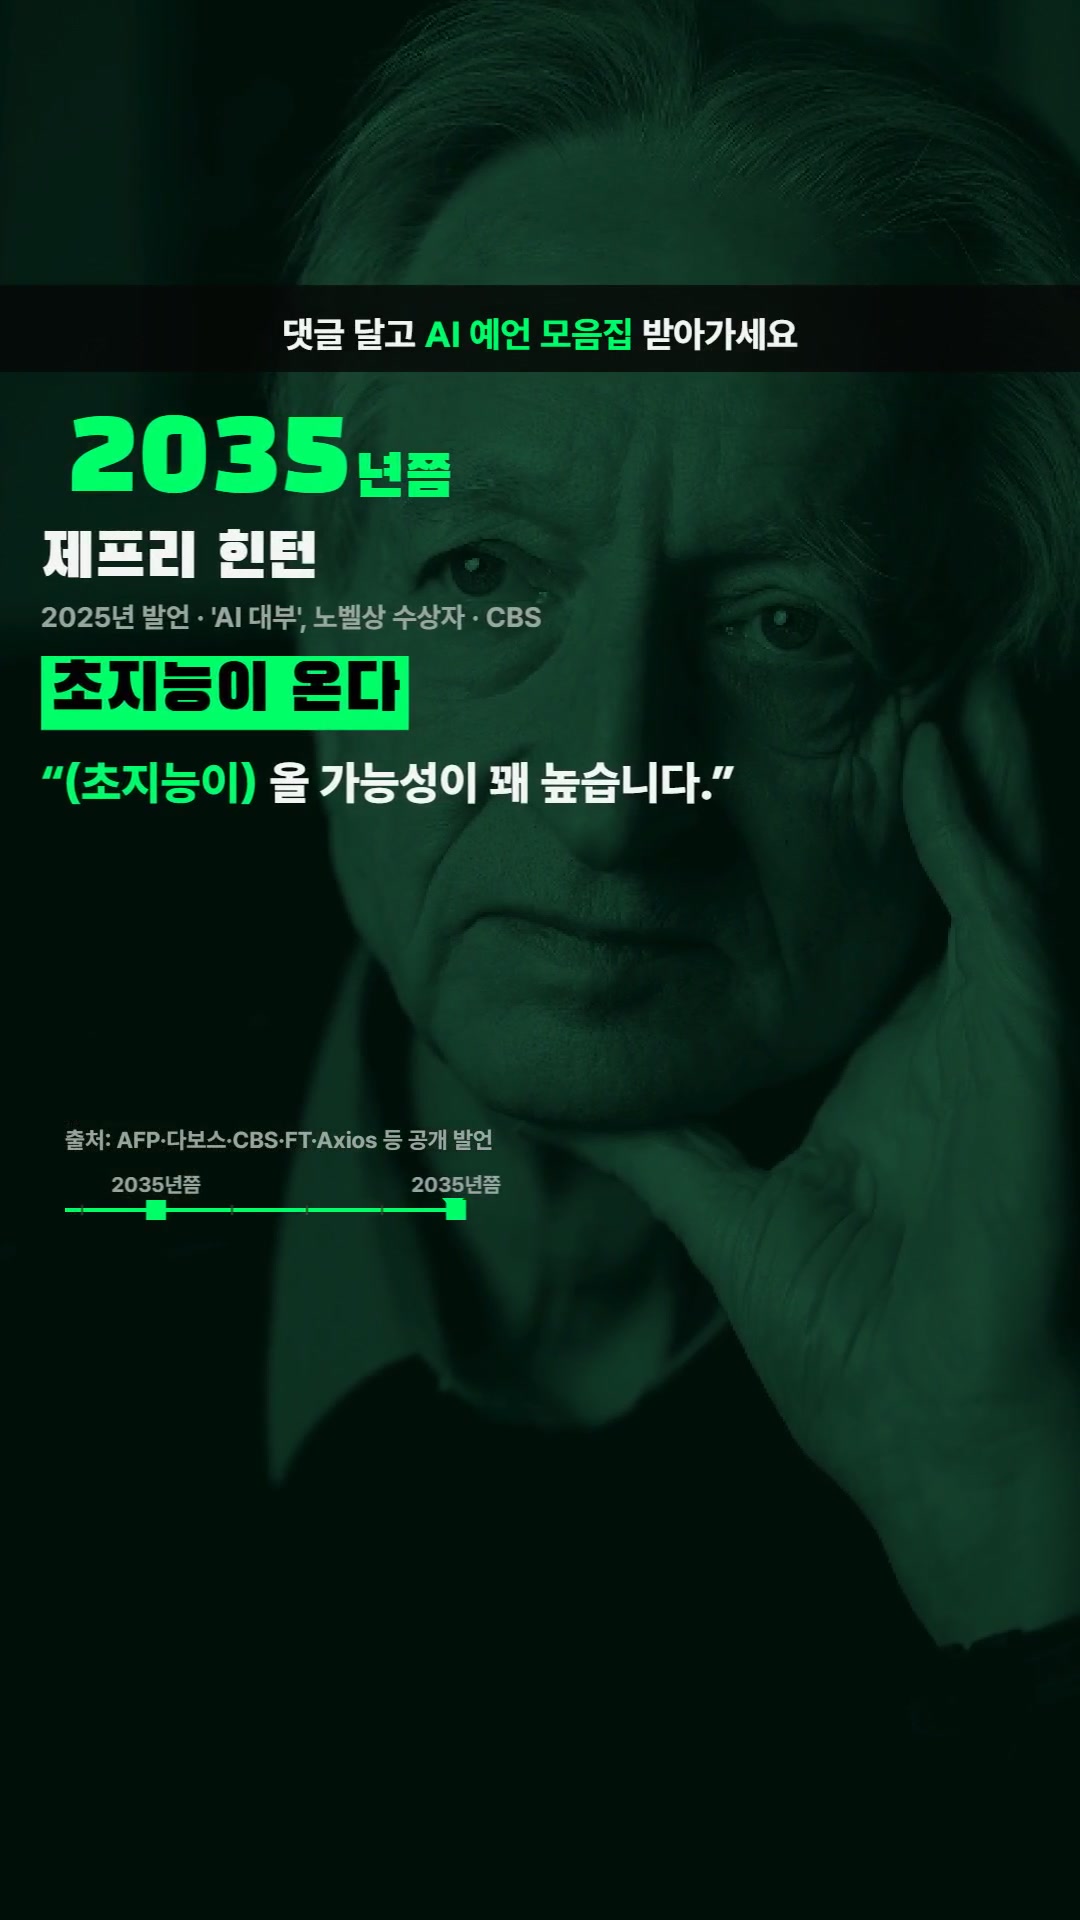 댓글 달고 AI 예언 모음집 받아가세요
2035년쯤
제프리 힌턴
2025년 발언 · 'AI 대부', 노벨상 수상자 · CBS
초지능이 온다
“(초지능이) 올 가능성이 꽤 높습니다.”
출처: AFP·다보스·CBS·FT·Axios 등 공개 발언
2035년쯤 2035년쯤